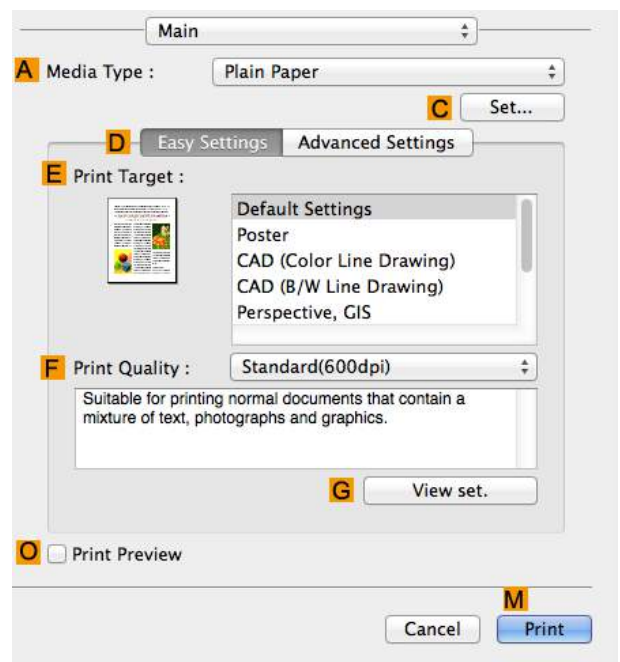 Main
A Media Type : Plain Paper
C Set...
D Easy Settings Advanced Settings
E Print Target :
Default Settings
Poster
CAD (Color Line Drawing)
CAD (B/W Line Drawing)
Perspective, GIS
F Print Quality : Standard(600dpi)
Suitable for printing normal documents that contain a
mixture of text, photographs and graphics.
G View set.
O Print Preview
M
Cancel Print